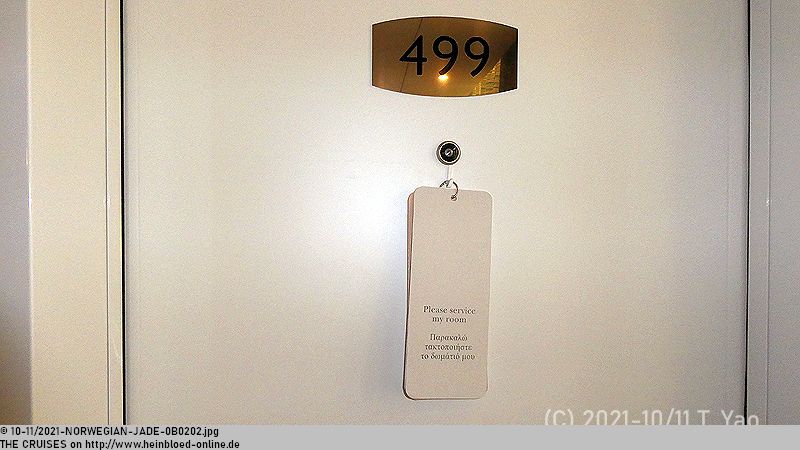 499
Please service
my room
Παρακαλώ
τακτοποιήστε
το δωμάτιό μου
(C) 2021-10/11 T. Yao
© 10-11/2021-NORWEGIAN-JADE-0B0202.jpg
THE CRUISES on http://www.heinbloed-online.de